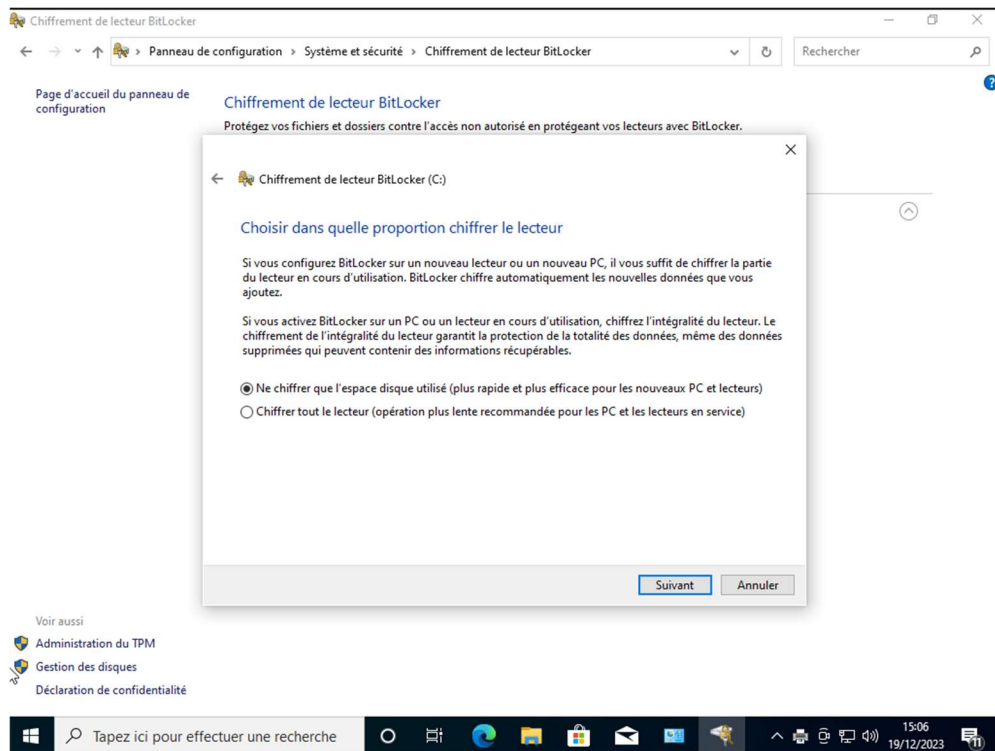 Chiffrement de lecteur BitLocker
Panneau de configuration › Système et sécurité › Chiffrement de lecteur BitLocker
Rechercher
Page d'accueil du panneau de
configuration
Chiffrement de lecteur BitLocker
Protégez vos fichiers et dossiers contre l'accès non autorisé en protégeant vos lecteurs avec BitLocker.
Chiffrement de lecteur BitLocker (C:)
Choisir dans quelle proportion chiffrer le lecteur
Si vous configurez BitLocker sur un nouveau lecteur ou un nouveau PC, il vous suffit de chiffrer la partie
du lecteur en cours d'utilisation. BitLocker chiffre automatiquement les nouvelles données que vous
ajoutez.
Si vous activez BitLocker sur un PC ou un lecteur en cours d'utilisation, chiffrez l'intégralité du lecteur. Le
chiffrement de l'intégralité du lecteur garantit la protection de la totalité des données, même des données
supprimées qui peuvent contenir des informations récupérables.
Ne chiffrer que l'espace disque utilisé (plus rapide et plus efficace pour les nouveaux PC et lecteurs)
Chiffrer tout le lecteur (opération plus lente recommandée pour les PC et les lecteurs en service)
Suivant
Annuler
Voir aussi
Administration du TPM
Gestion des disques
Déclaration de confidentialité
Tapez ici pour effectuer une recherche
15:06
19/12/2023
11